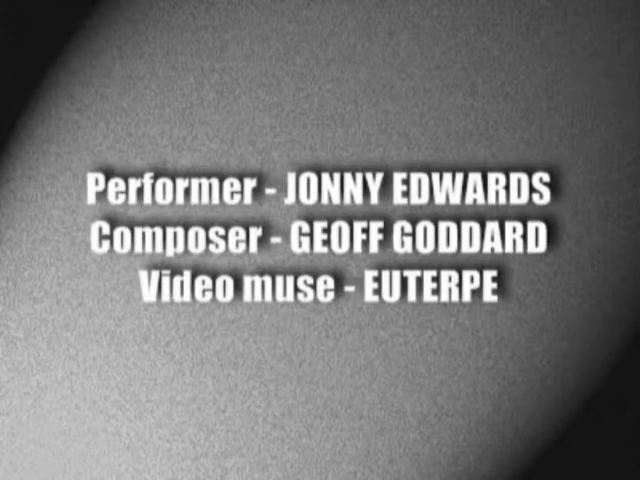 Performer - JONNY EDWARDS
Composer - GEOFF GODDARD
Video muse - EUTERPE